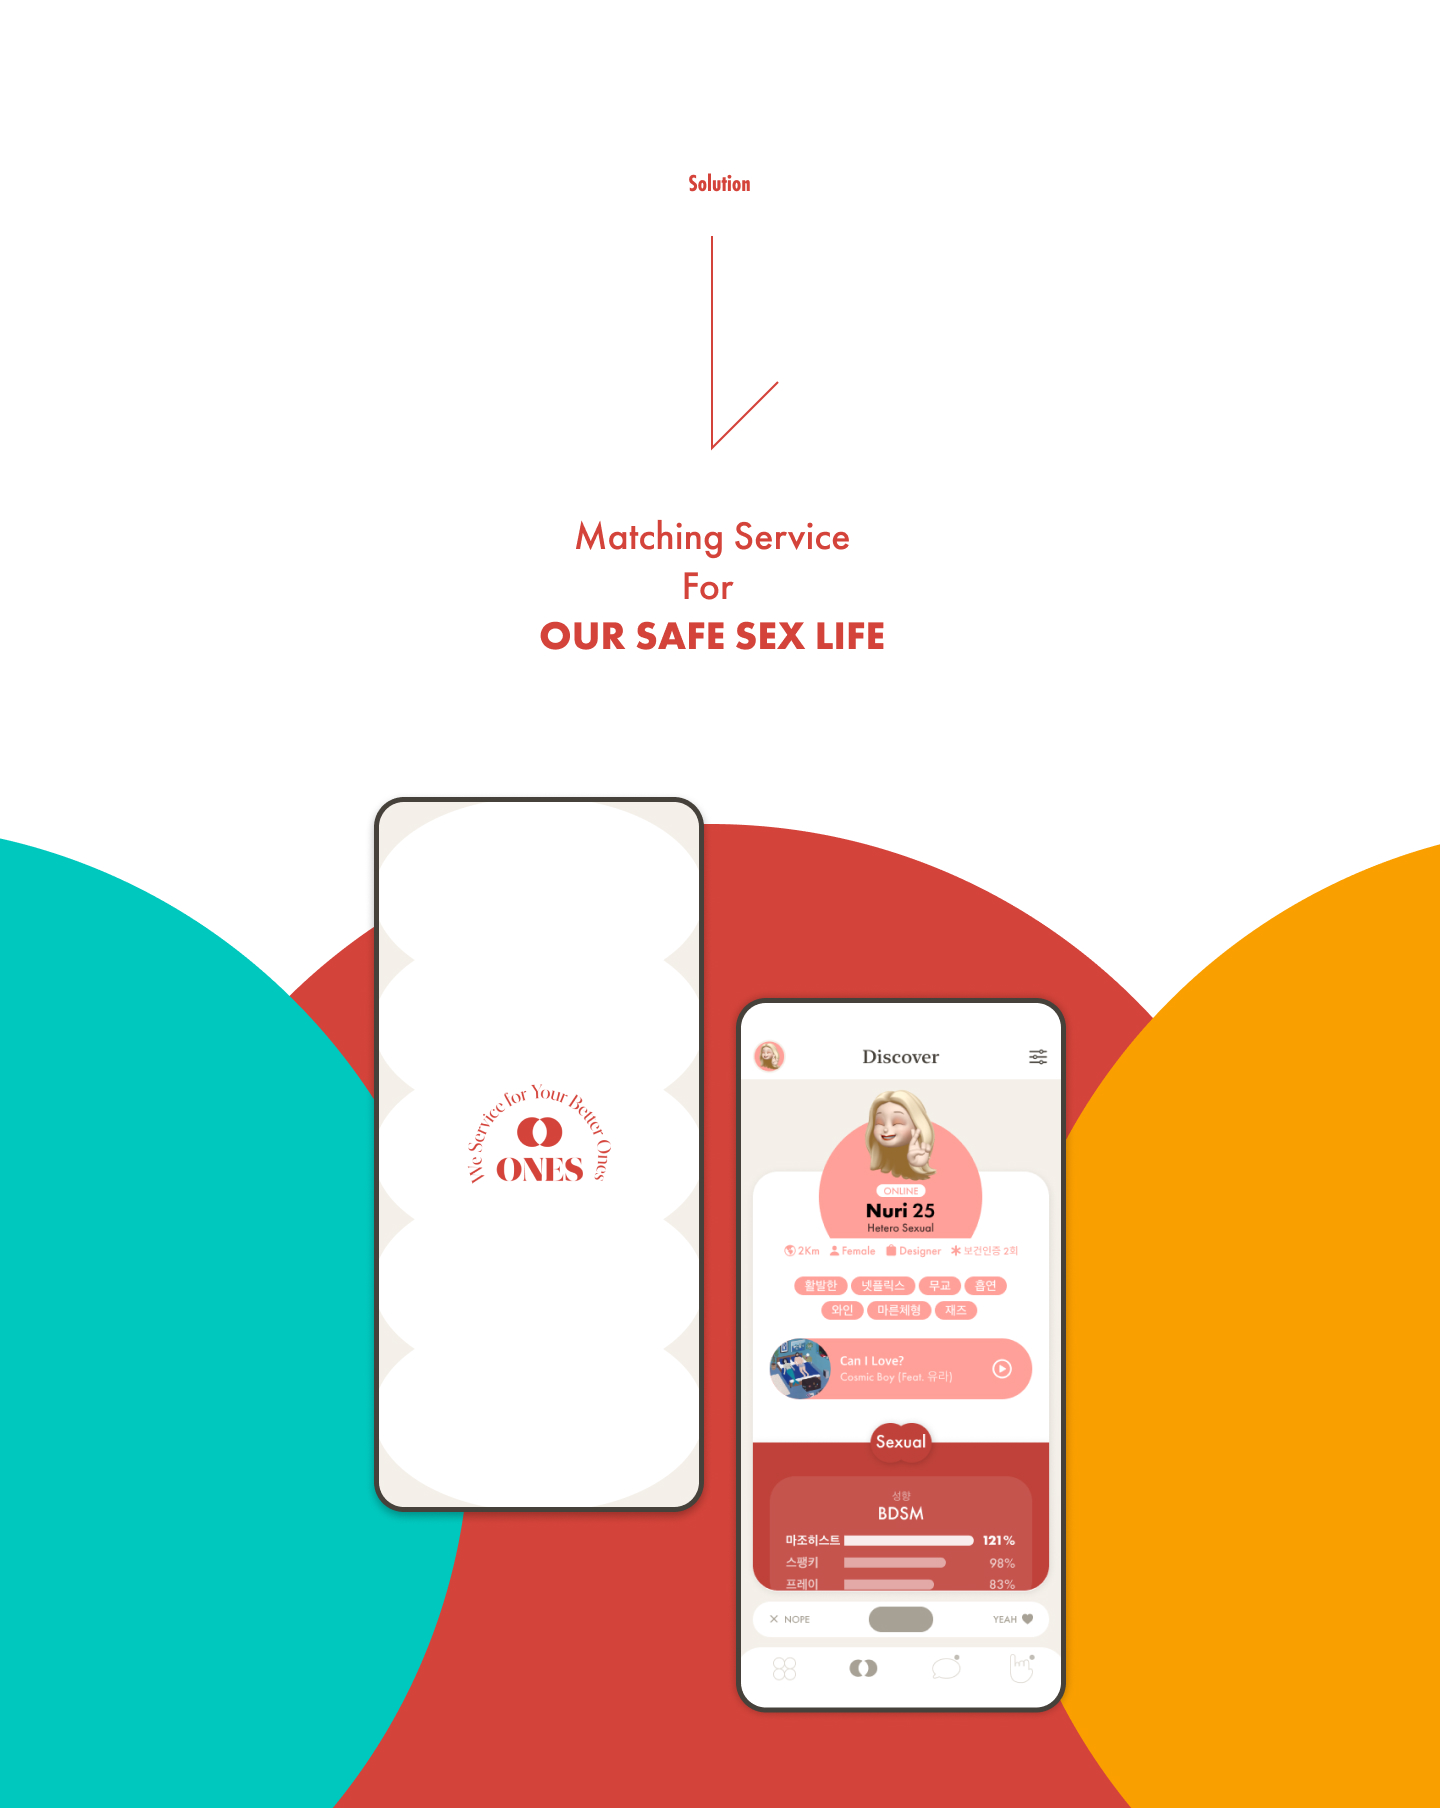 Solution
Matching Service
For
OUR SAFE SEX LIFE
We Service for Your Better Ones
ONES
Discover
ONLINE
Nuri 25
Hetero Sexual
2Km Female Designer 보건인증 2회
활발한 넷플릭스 무교 흡연
와인 마른체형 재즈
Can I Love?
Cosmic Boy (Feat. 유라)
Sexual
성향
BDSM
마조히스트 121%
스팽키 98%
프레이 83%
NOPE YEAH